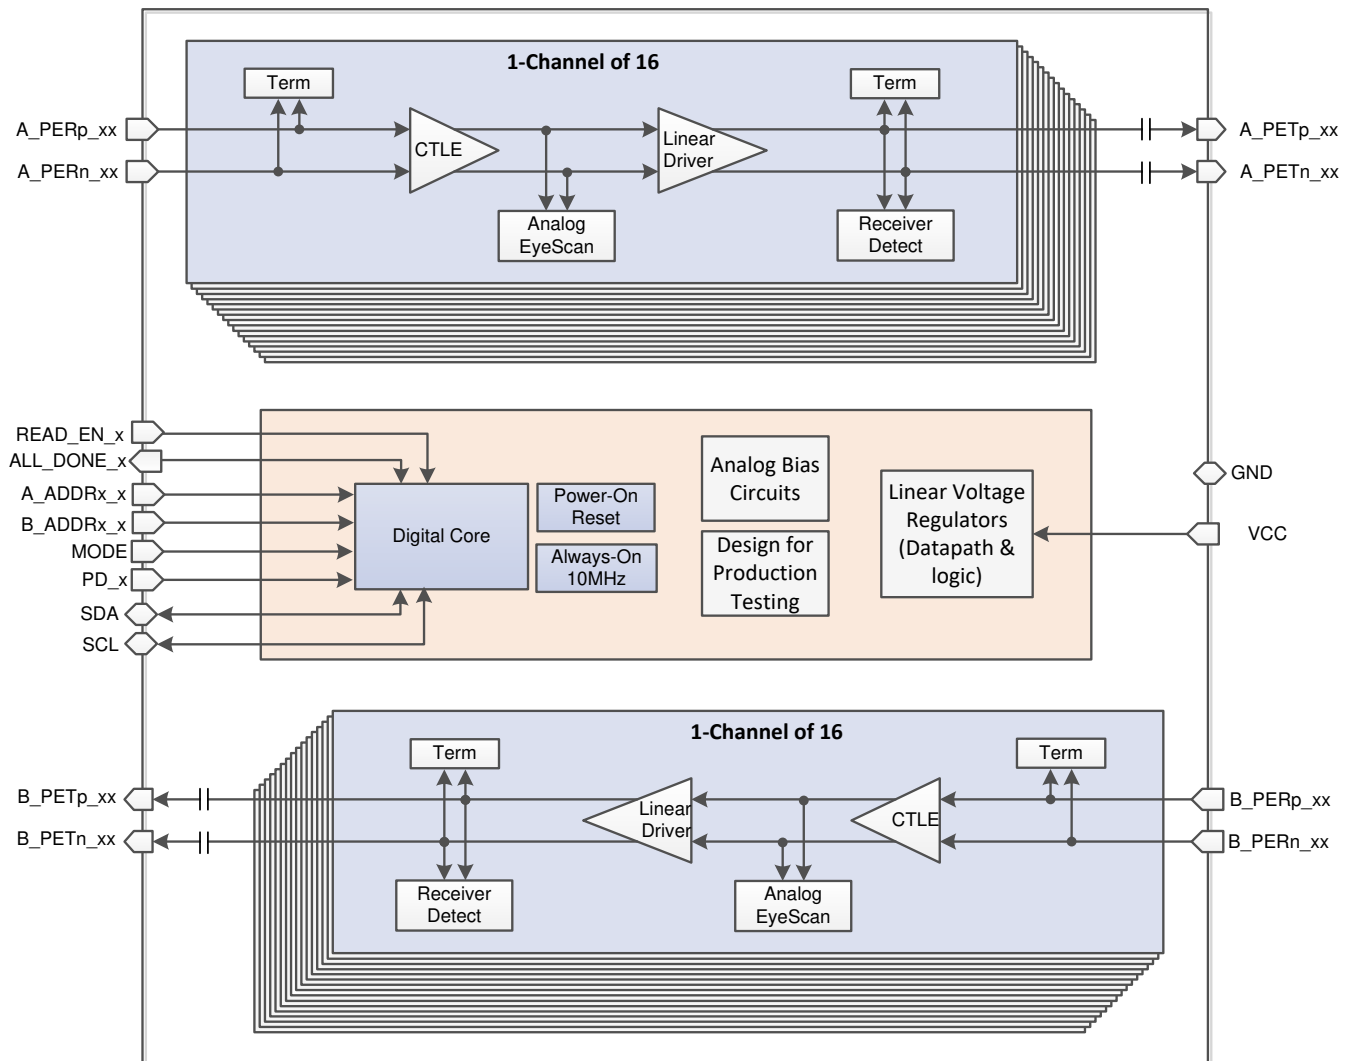 1-Channel of 16
Term
Term
A_PERp_xx
A_PETp_xx
CTLE
Linear
Driver
A_PERn_xx
A_PETn_xx
Analog
EyeScan
Receiver
Detect
READ_EN_x
ALL_DONE_x
A_ADDRx_x
B_ADDRx_x
MODE
PD_x
SDA
SCL
Digital Core
Power-On
Reset
Always-On
10MHz
Analog Bias
Circuits
Design for
Production
Testing
Linear Voltage
Regulators
(Datapath &
logic)
GND
VCC
1-Channel of 16
Term
Term
B_PETp_xx
B_PERp_xx
Linear
Driver
CTLE
B_PETn_xx
B_PERn_xx
Receiver
Detect
Analog
EyeScan